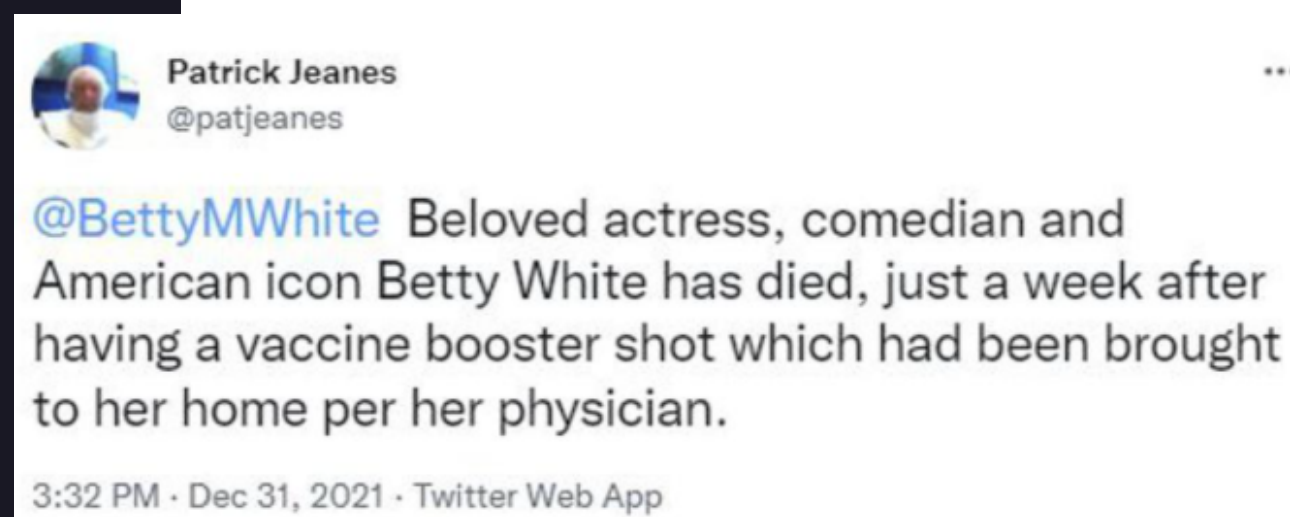 Patrick Jeanes
@patjeanes
@BettyMWhite Beloved actress, comedian and
American icon Betty White has died, just a week after
having a vaccine booster shot which had been brought
to her home per her physician.
3:32 PM · Dec 31, 2021 · Twitter Web App